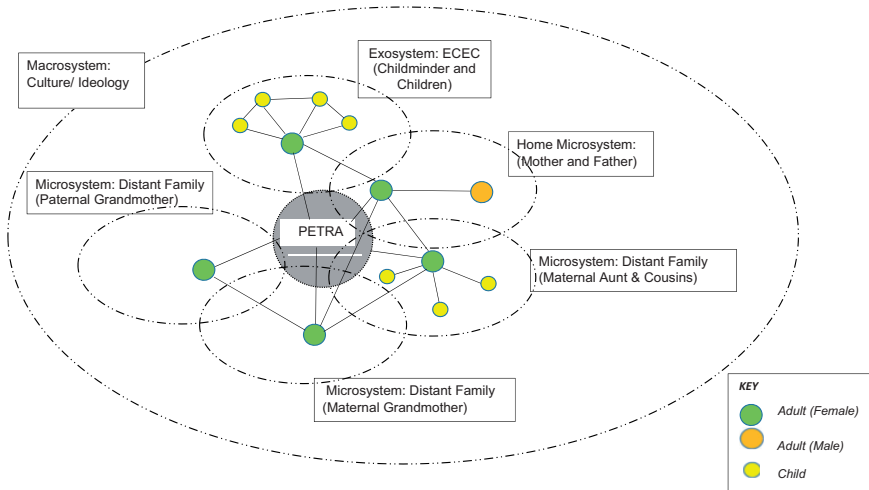 Exosystem: ECEC
(Childminder and
Children)
Macrosystem:
Culture/ Ideology
Home Microsystem:
(Mother and Father)
Microsystem: Distant Family
(Paternal Grandmother)
PETRA
Microsystem: Distant Family
(Maternal Aunt & Cousins)
Microsystem: Distant Family
(Maternal Grandmother)
KEY
Adult (Female)
Adult (Male)
Child